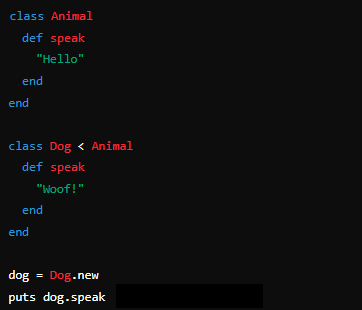 class Animal
  def speak
    "Hello"
  end
end

class Dog < Animal
  def speak
    "Woof!"
  end
end

dog = Dog.new
puts dog.speak